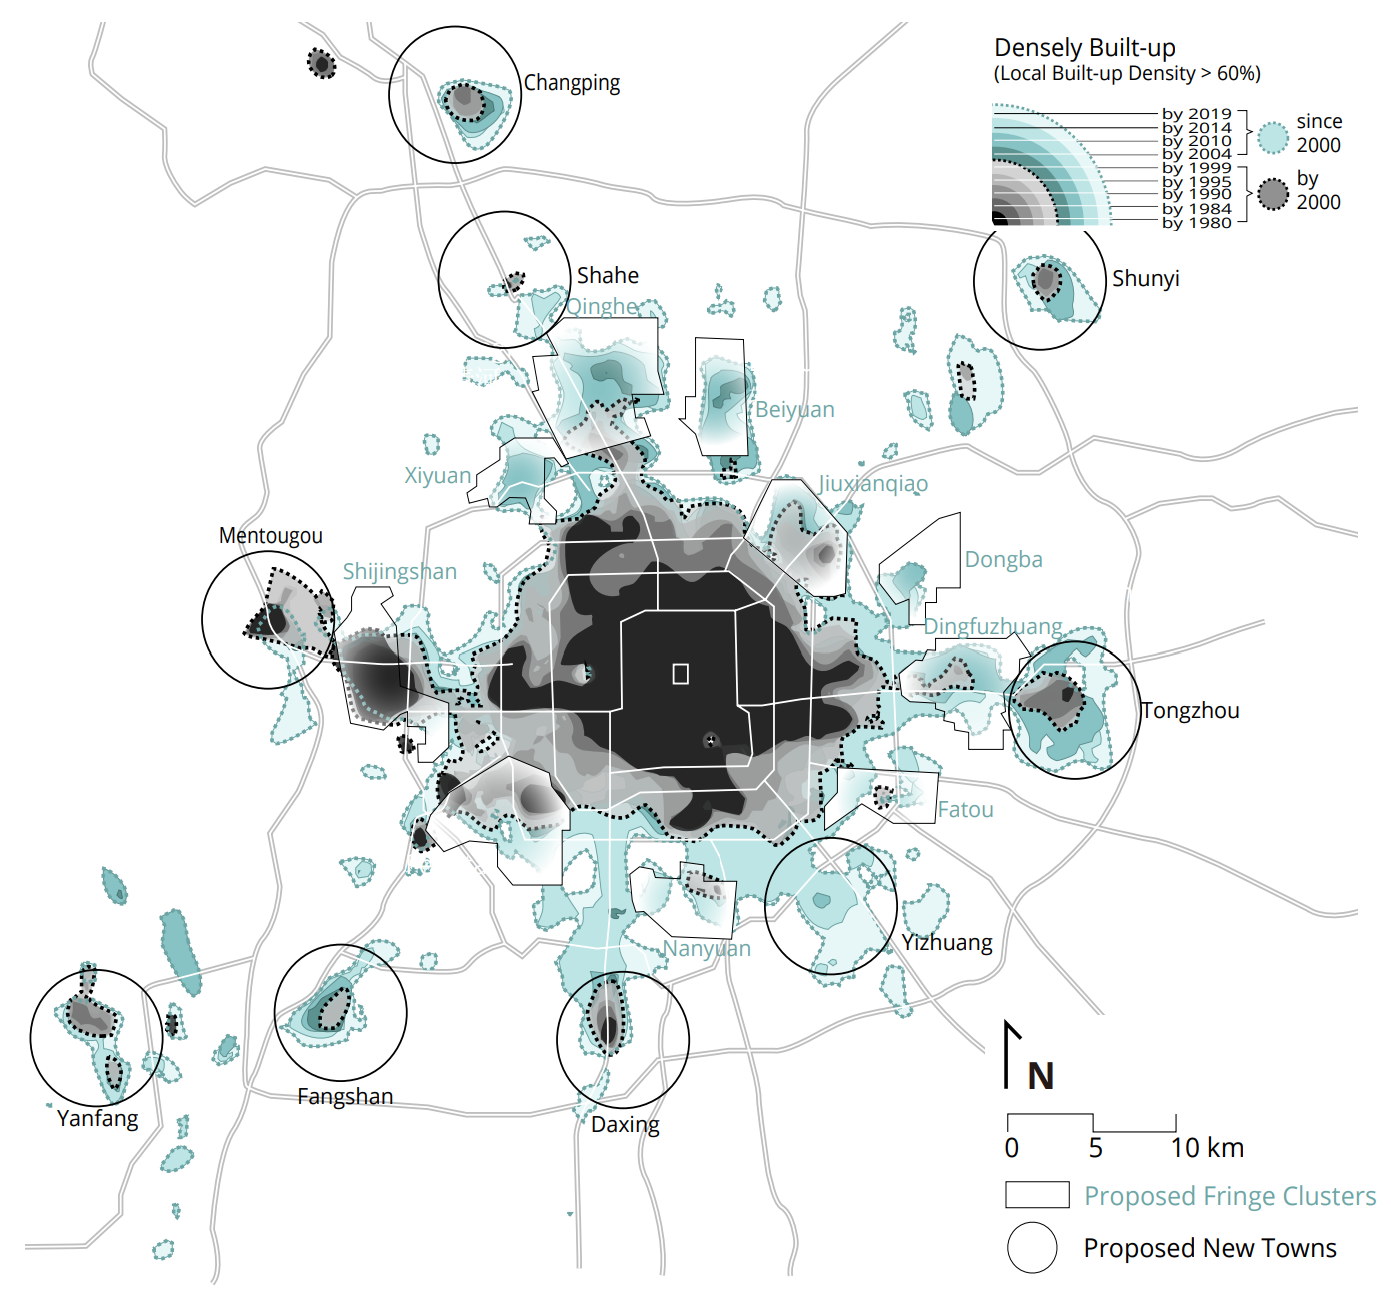 Densely Built-up
(Local Built-up Density > 60%)
by 2019
by 2014
by 2010
by 2004
by 1999
by 1995
by 1990
by 1984
by 1980
since
2000
by
2000
Changping
Shahe
Qinghe
Shunyi
Beiyuan
Xiyuan
Jiuxianqiao
Mentougou
Shijingshan
Dongba
Dingfuzhuang
Tongzhou
Fatou
Yizhuang
Nanyuan
Yanfang
Fangshan
Daxing
N
0 5 10 km
Proposed Fringe Clusters
Proposed New Towns